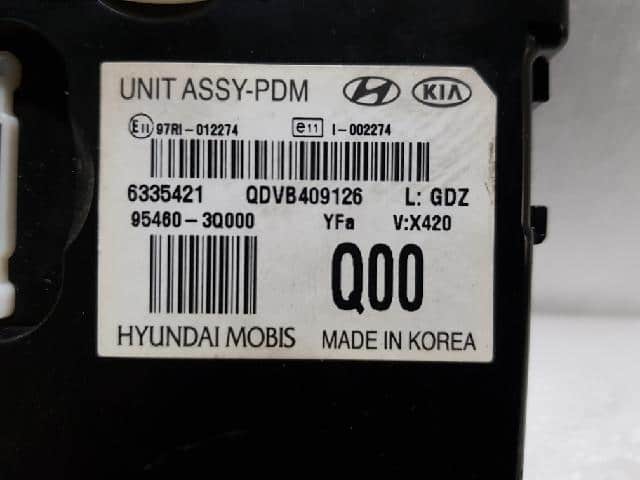 UNIT ASSY-PDM KIA
E11 97RI-012274 e11 I-002274
6335421 QDVB409126 L: GDZ
95460-3Q000 YFa V:X420
Q00
HYUNDAI MOBIS MADE IN KOREA